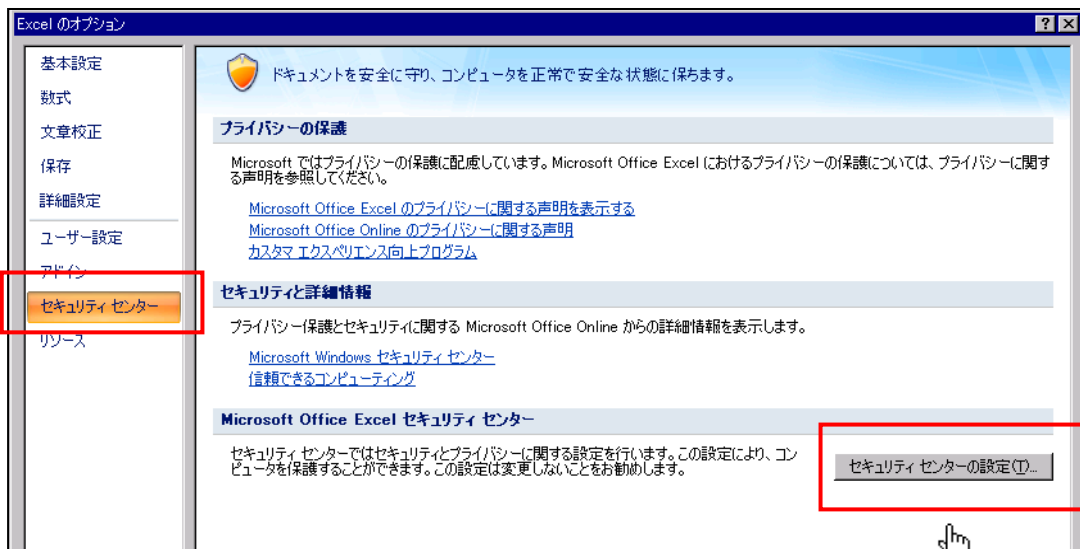 Excel のオプション
基本設定
数式
文章校正
保存
詳細設定
ユーザー設定
アドイン
セキュリティ センター
リソース
ドキュメントを安全に守り、コンピュータを正常で安全な状態に保ちます。
プライバシーの保護
Microsoft ではプライバシーの保護に配慮しています。Microsoft Office Excel におけるプライバシーの保護については、プライバシーに関す
る声明を参照してください。
Microsoft Office Excel のプライバシーに関する声明を表示する
Microsoft Office Online のプライバシーに関する声明
カスタマ エクスペリエンス向上プログラム
セキュリティと詳細情報
プライバシー保護とセキュリティに関する Microsoft Office Online からの詳細情報を表示します。
Microsoft Windows セキュリティ センター
信頼できるコンピューティング
Microsoft Office Excel セキュリティ センター
セキュリティ センターではセキュリティとプライバシーに関する設定を行います。この設定により、コン
ピュータを保護することができます。この設定は変更しないことをお勧めします。
セキュリティ センターの設定(T)...